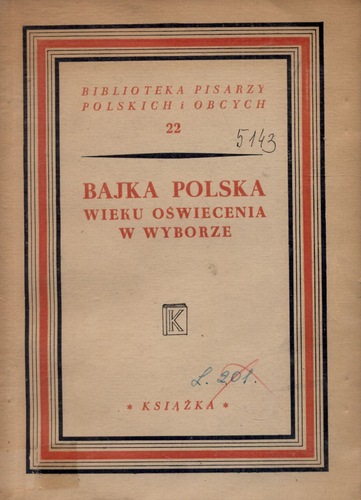 BIBLIOTEKA PISARZY
POLSKICH i OBCYCH
22
5143
BAJKA POLSKA
WIEKU OŚWIECENIA
W WYBORZE
K
L. 201.
* KSIĄŻKA *